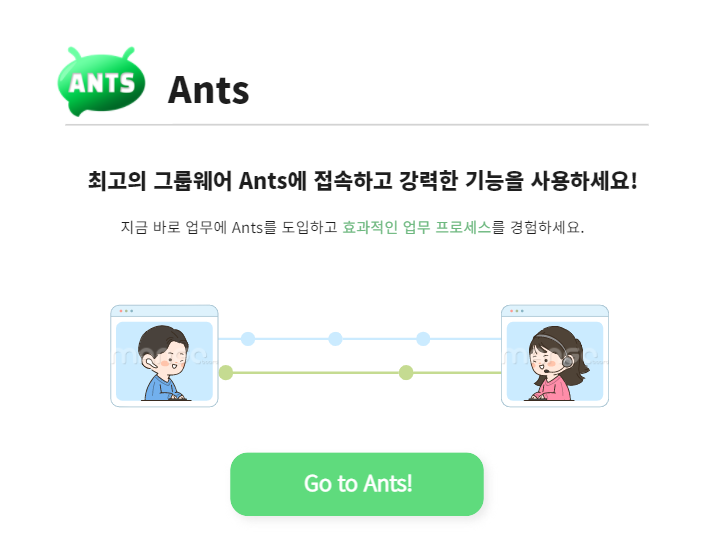 ANTS
Ants
최고의 그룹웨어 Ants에 접속하고 강력한 기능을 사용하세요!
지금 바로 업무에 Ants를 도입하고 효과적인 업무 프로세스를 경험하세요.
Go to Ants!